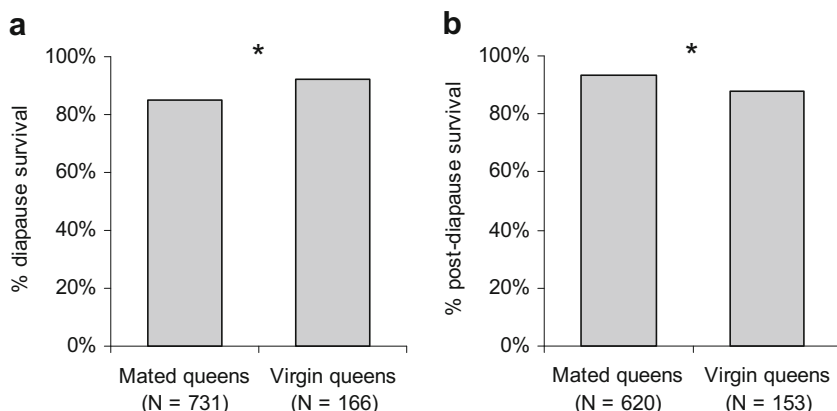 a
*
% diapause survival
100%
80%
60%
40%
20%
0%
Mated queens
(N = 731)
Virgin queens
(N = 166)
b
*
% post-diapause survival
100%
80%
60%
40%
20%
0%
Mated queens
(N = 620)
Virgin queens
(N = 153)